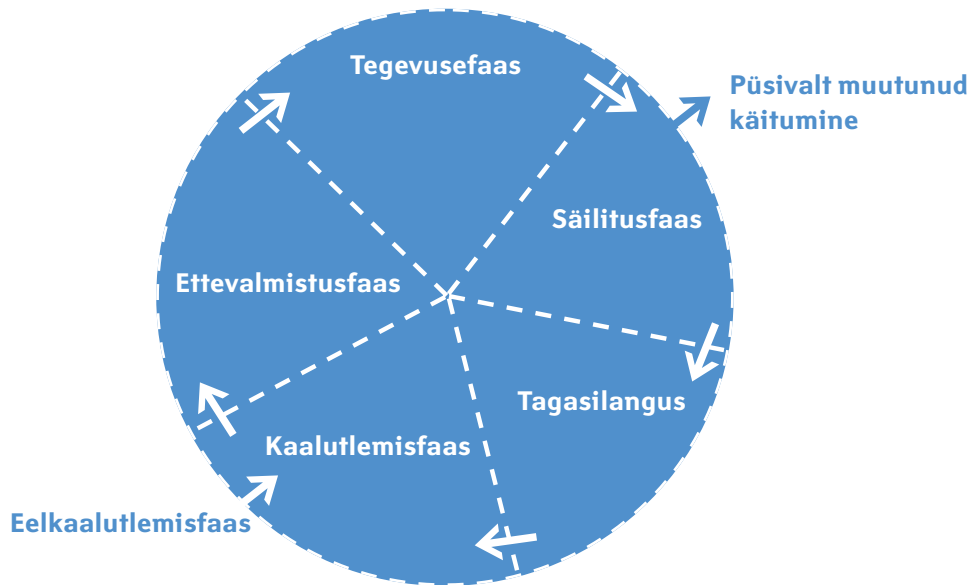 Tegevusefaas
Püsivalt muutunud
käitumine
Säilitusfaas
Ettevalmistusfaas
Tagasilangus
Kaalutlemisfaas
Eelkaalutlemisfaas